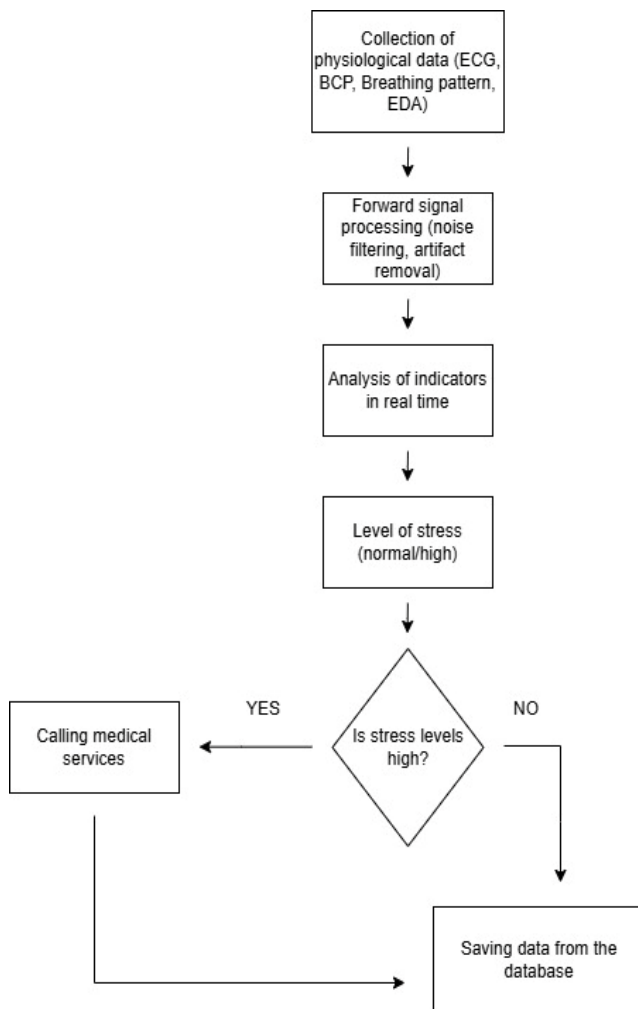 Collection of
physiological data (ECG,
BCP, Breathing pattern,
EDA)
Forward signal
processing (noise
filtering, artifact
removal)
Analysis of indicators
in real time
Level of stress
(normal/high)
YES
NO
Calling medical
services
Is stress levels
high?
Saving data from the
database